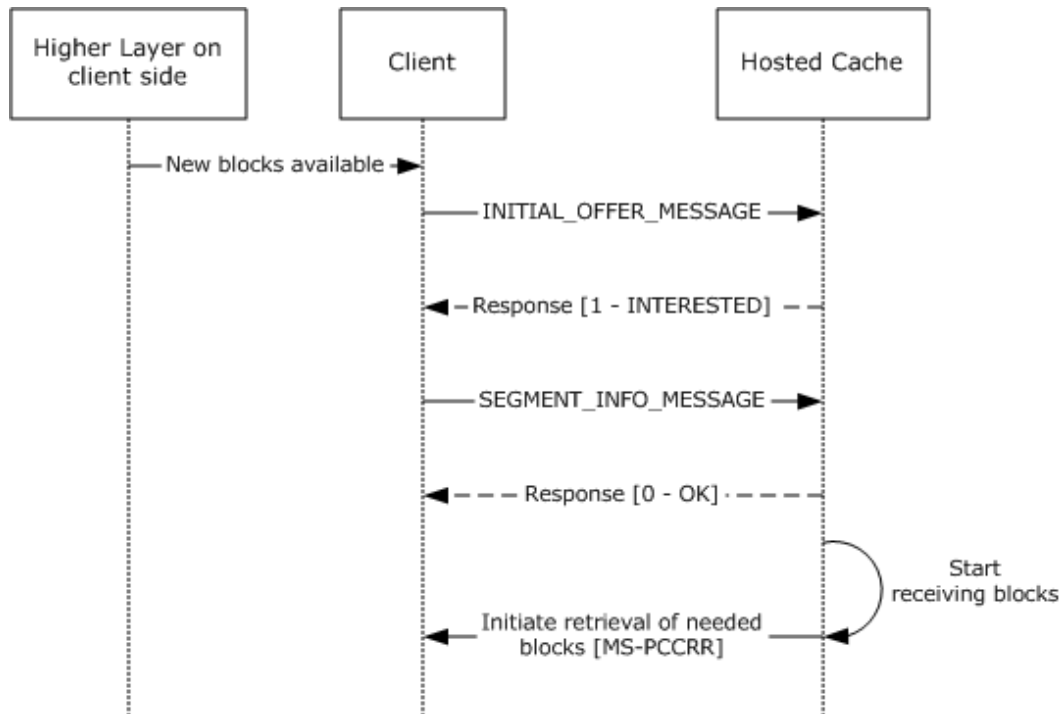 Higher Layer on
client side
Client
Hosted Cache
New blocks available
INITIAL_OFFER_MESSAGE
Response [1 - INTERESTED]
SEGMENT_INFO_MESSAGE
Response [0 - OK]
Start
receiving blocks
Initiate retrieval of needed
blocks [MS-PCCRR]